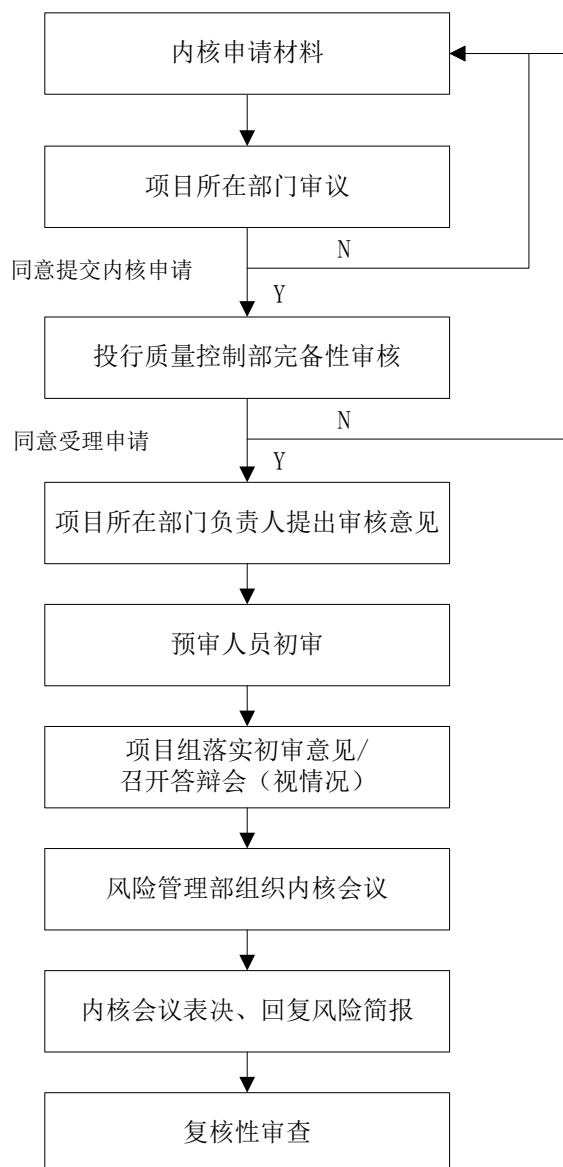 内核申请材料
项目所在部门审议
N
同意提交内核申请
Y
投行质量控制部完备性审核
N
同意受理申请
Y
项目所在部门负责人提出审核意见
预审人员初审
项目组落实初审意见/
召开答辩会（视情况）
风险管理部组织内核会议
内核会议表决、回复风险简报
复核性审查